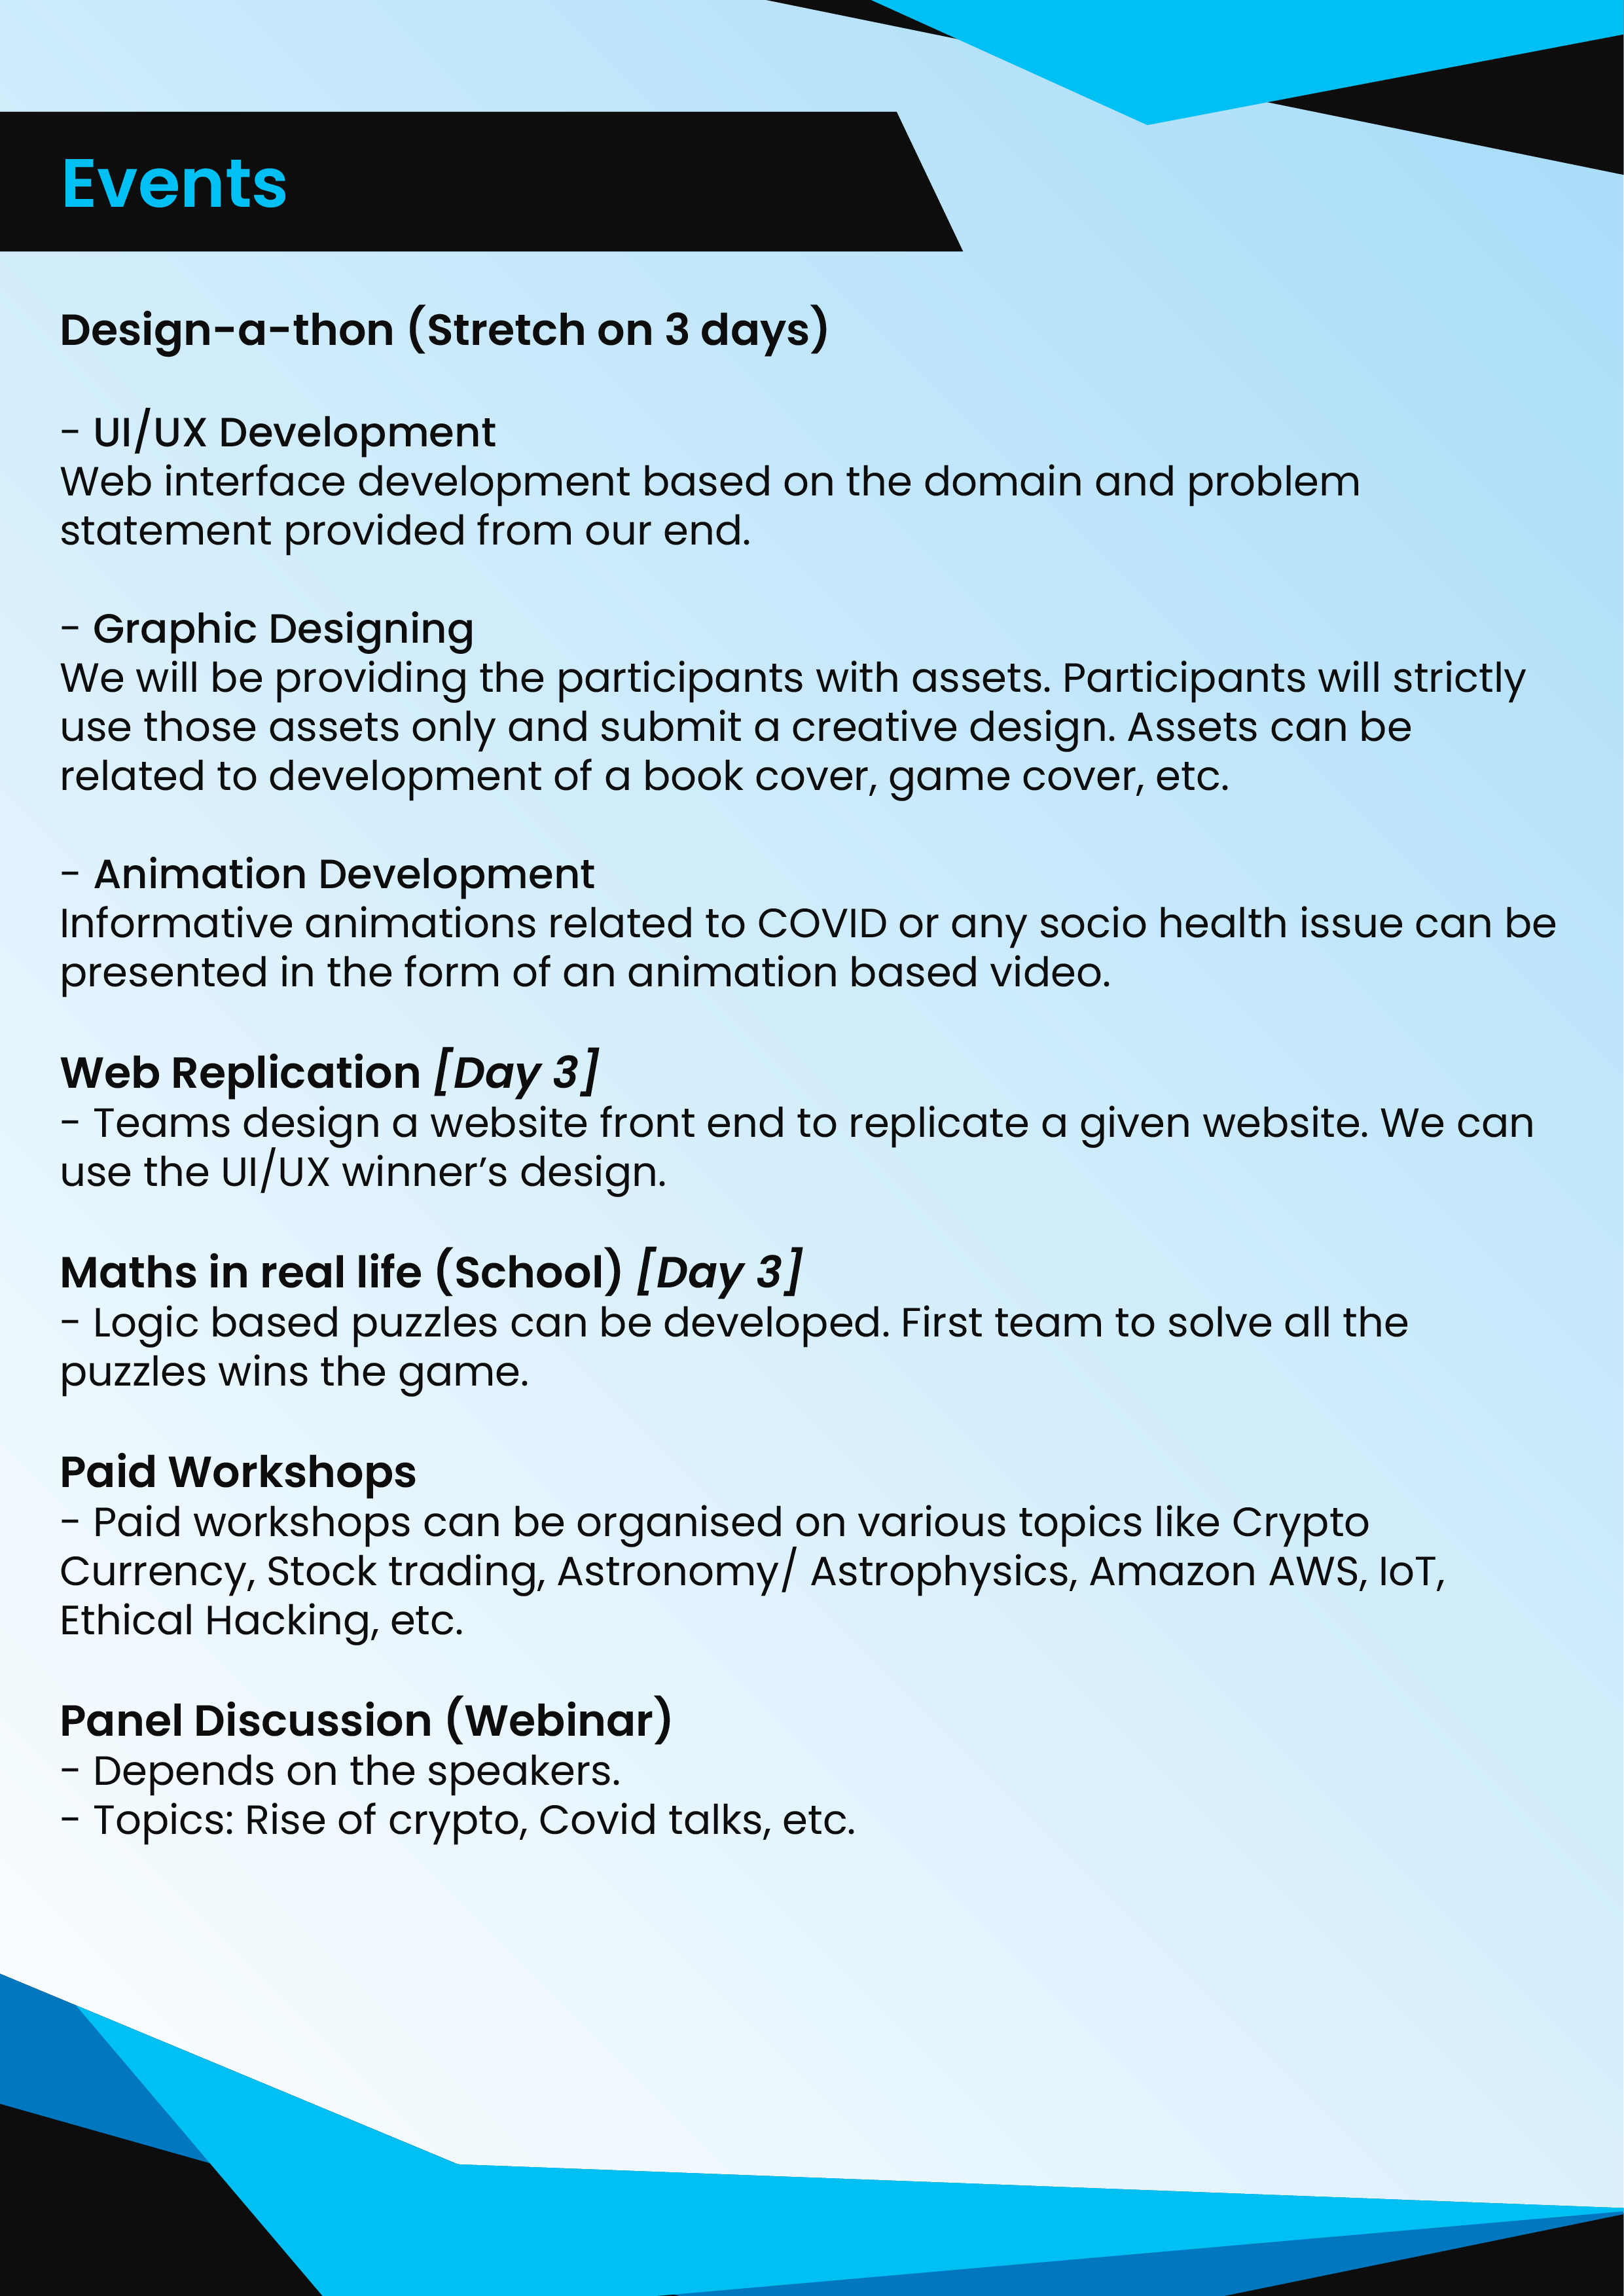 Events
Design-a-thon (Stretch on 3 days)
- UI/UX Development
Web interface development based on the domain and problem
statement provided from our end.
- Graphic Designing
We will be providing the participants with assets. Participants will strictly
use those assets only and submit a creative design. Assets can be
related to development of a book cover, game cover, etc.
- Animation Development
Informative animations related to COVID or any socio health issue can be
presented in the form of an animation based video.
Web Replication [Day 3]
- Teams design a website front end to replicate a given website. We can
use the UI/UX winner’s design.
Maths in real life (School) [Day 3]
- Logic based puzzles can be developed. First team to solve all the
puzzles wins the game.
Paid Workshops
- Paid workshops can be organised on various topics like Crypto
Currency, Stock trading, Astronomy/ Astrophysics, Amazon AWS, IoT,
Ethical Hacking, etc.
Panel Discussion (Webinar)
- Depends on the speakers.
- Topics: Rise of crypto, Covid talks, etc.